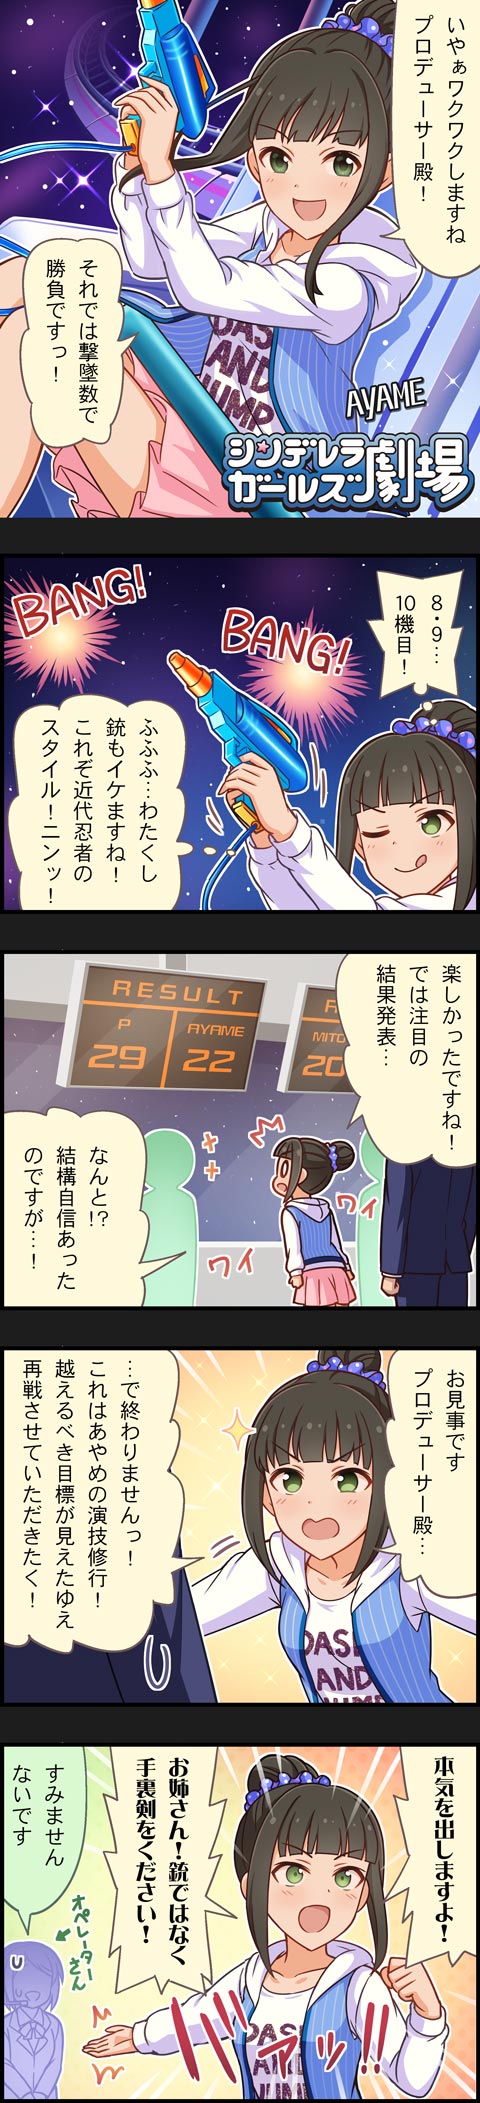 いやぁワクワクしますね
プロデューサー殿！
それでは撃墜数で
勝負ですっ！
DASH
AND
JUMP
AYAME
シンデレラ
ガールズ劇場
8・9…
10機目！
BANG!
BANG!
ふふふ…わたくし
銃もイケますね！
これぞ近代忍者の
スタイル！ニンッ！
楽しかったですね！
では注目の
結果発表…
RESULT
P
29
AYAME
22
R
MITO
20
なんと!?
結構自信あった
のですが…！
ワイ
ワイ
お見事です
プロデューサー殿…
…で終わりませんっ！
これはあやめの演技修行！
越えるべき目標が見えたゆえ
再戦させていただきたく！
DASH
AND
JUMP
本気を出しますよ！
お姉さん！銃ではなく
手裏剣をください！
すみません
ないです
オペレーター
さん
DASH
AND
JUMP
バァッ!!